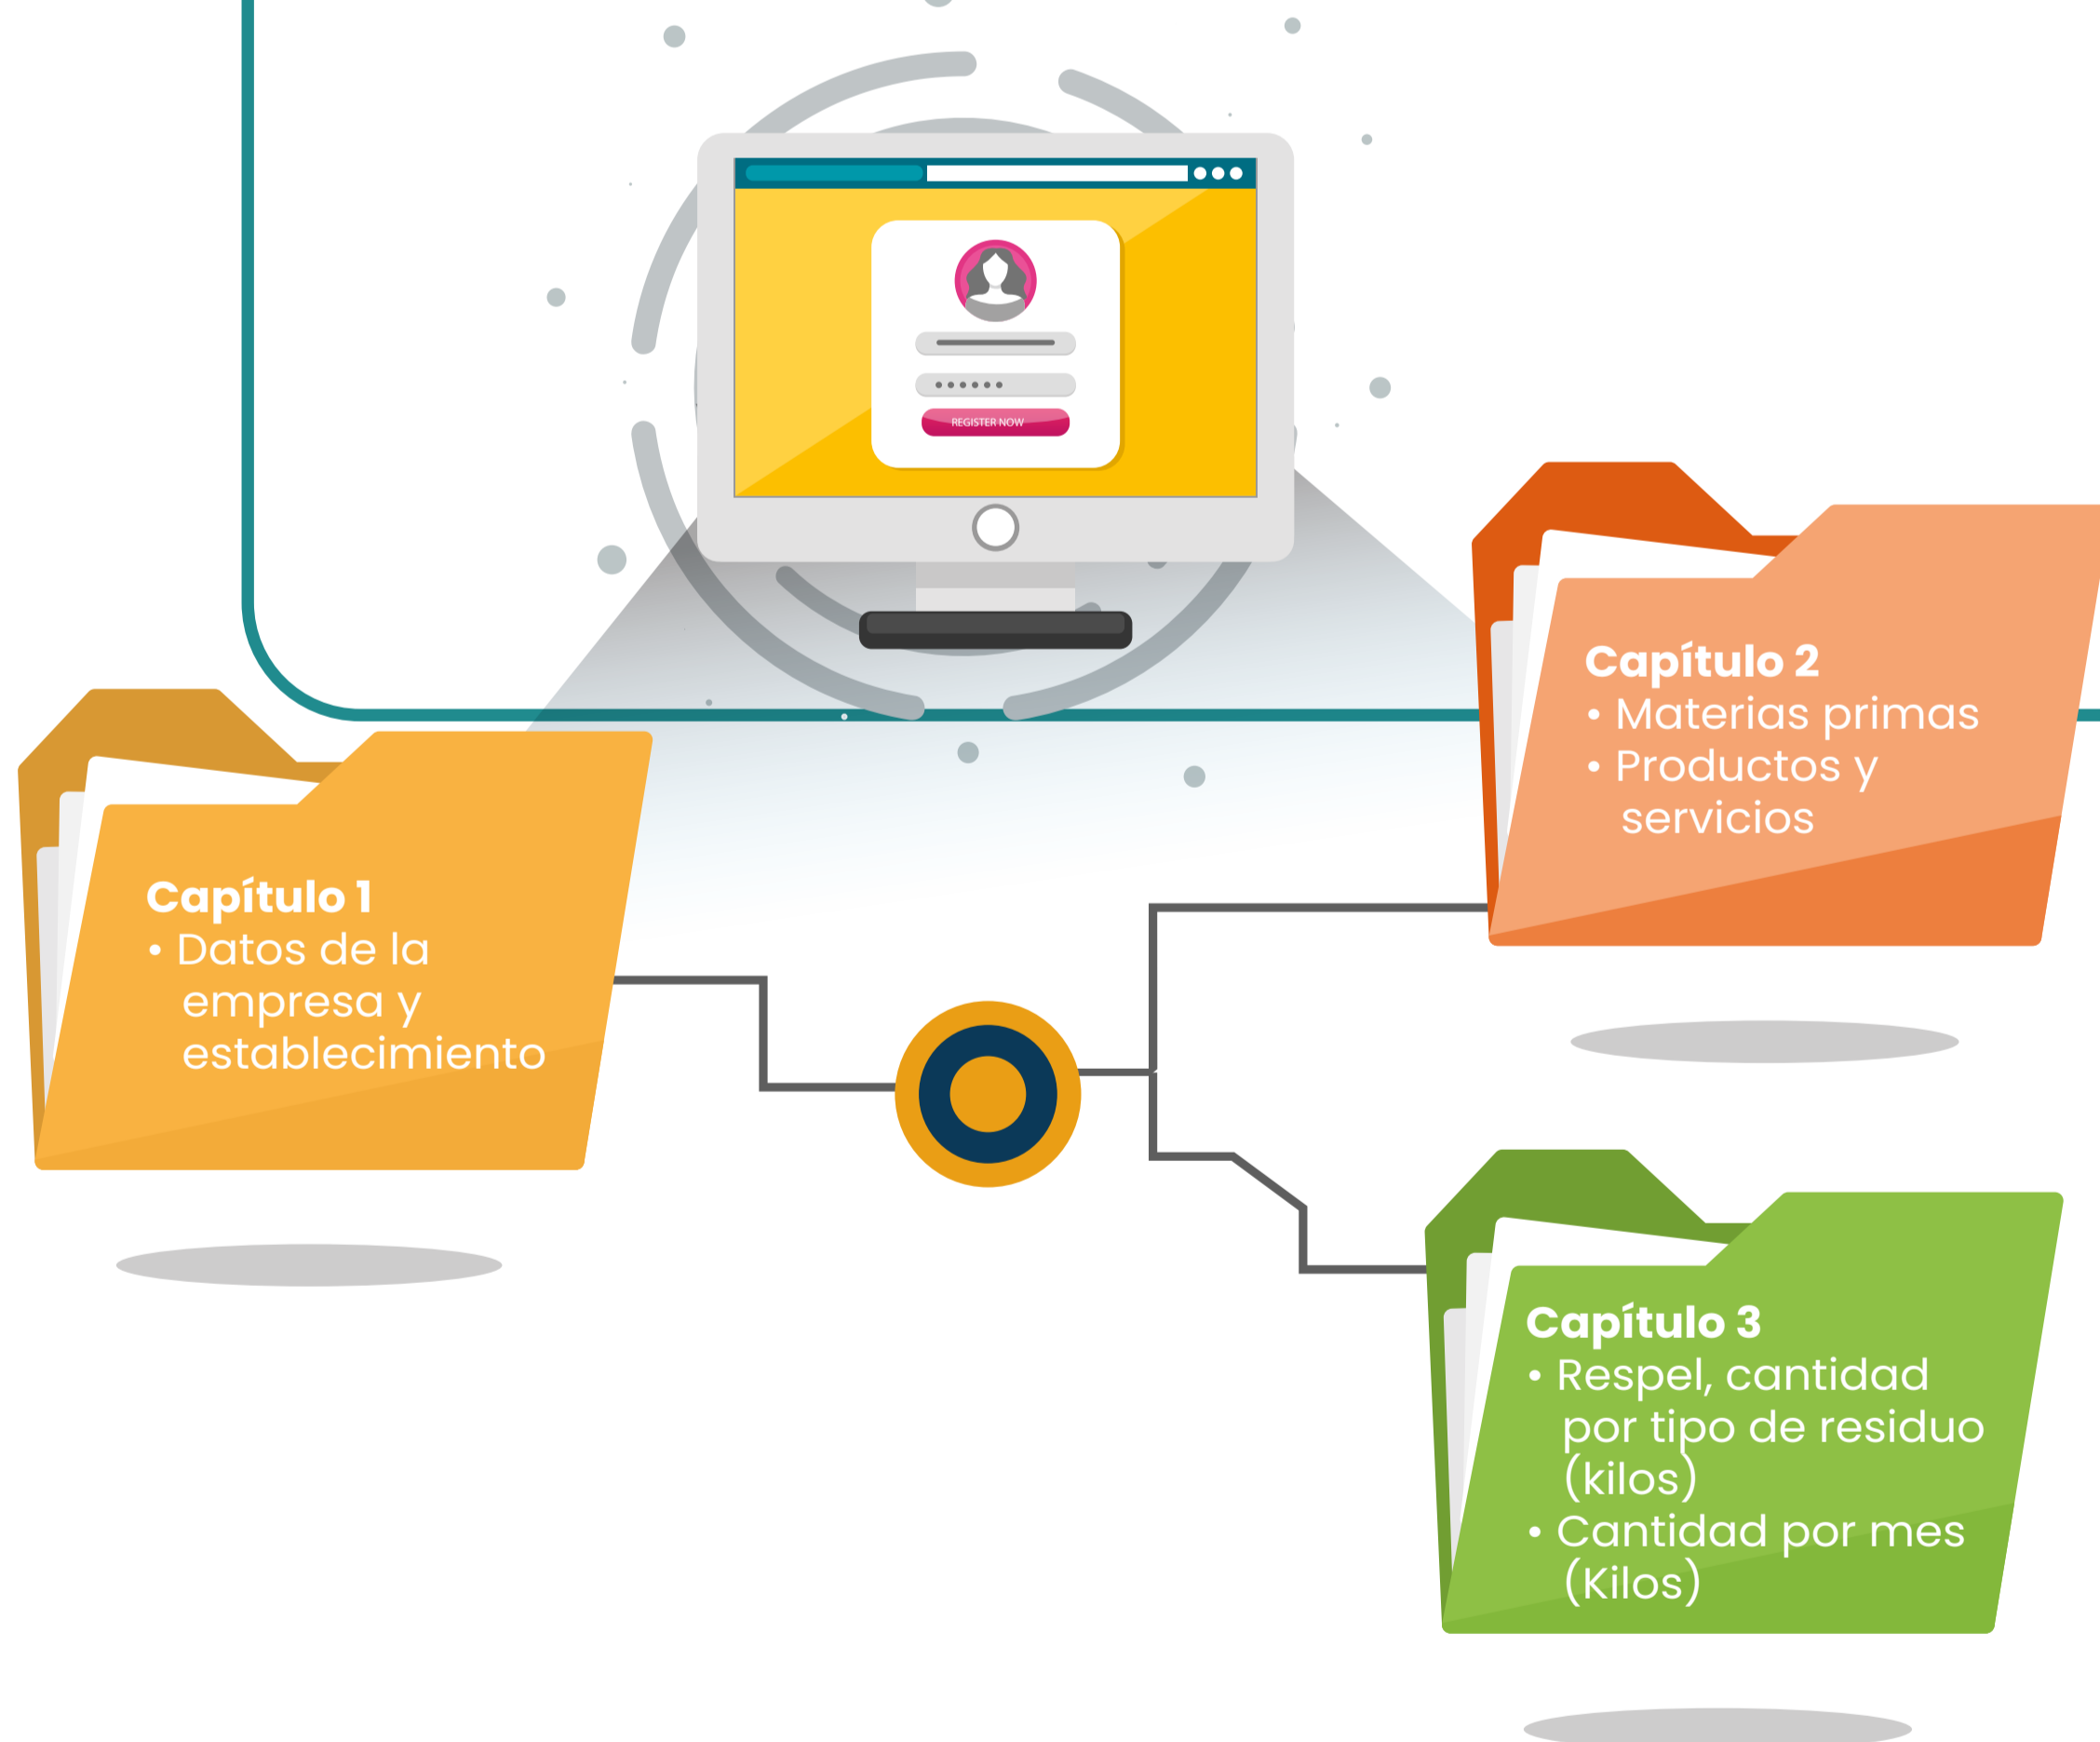 REGISTER NOW
Capítulo 1
• Datos de la
empresa y
establecimiento
Capítulo 2
• Materias primas
• Productos y
servicios
Capítulo 3
• Respel, cantidad
por tipo de residuo
(kilos)
• Cantidad por mes
(Kilos)